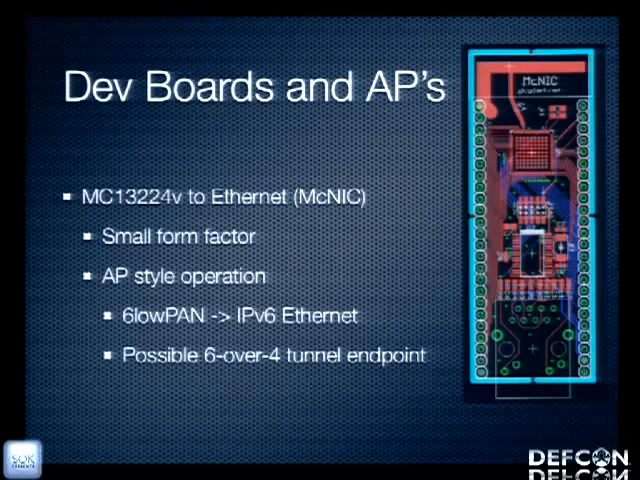 Dev Boards and AP's
McNIC
MC13224v to Ethernet (McNIC)
Small form factor
AP style operation
6lowPAN -> IPv6 Ethernet
Possible 6-over-4 tunnel endpoint
SOK
DEFCON